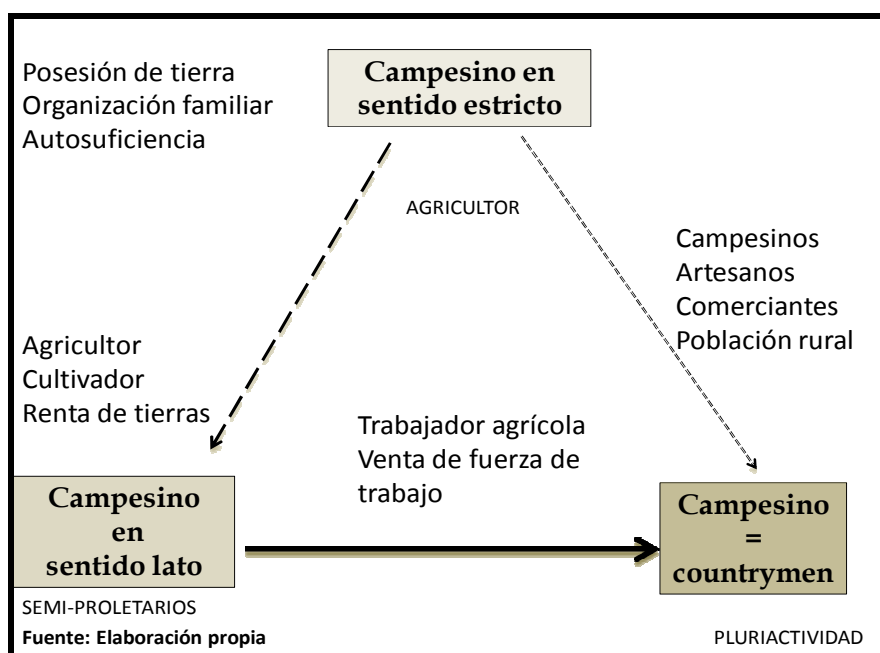 Posesión de tierra
Organización familiar
Autosuficiencia
Campesino en
sentido estricto
AGRICULTOR
Campesinos
Artesanos
Comerciantes
Población rural
Agricultor
Cultivador
Renta de tierras
Trabajador agrícola
Venta de fuerza de
trabajo
Campesino
en
sentido lato
Campesino
=
countrymen
SEMI-PROLETARIOS
Fuente: Elaboración propia
PLURIACTIVIDAD